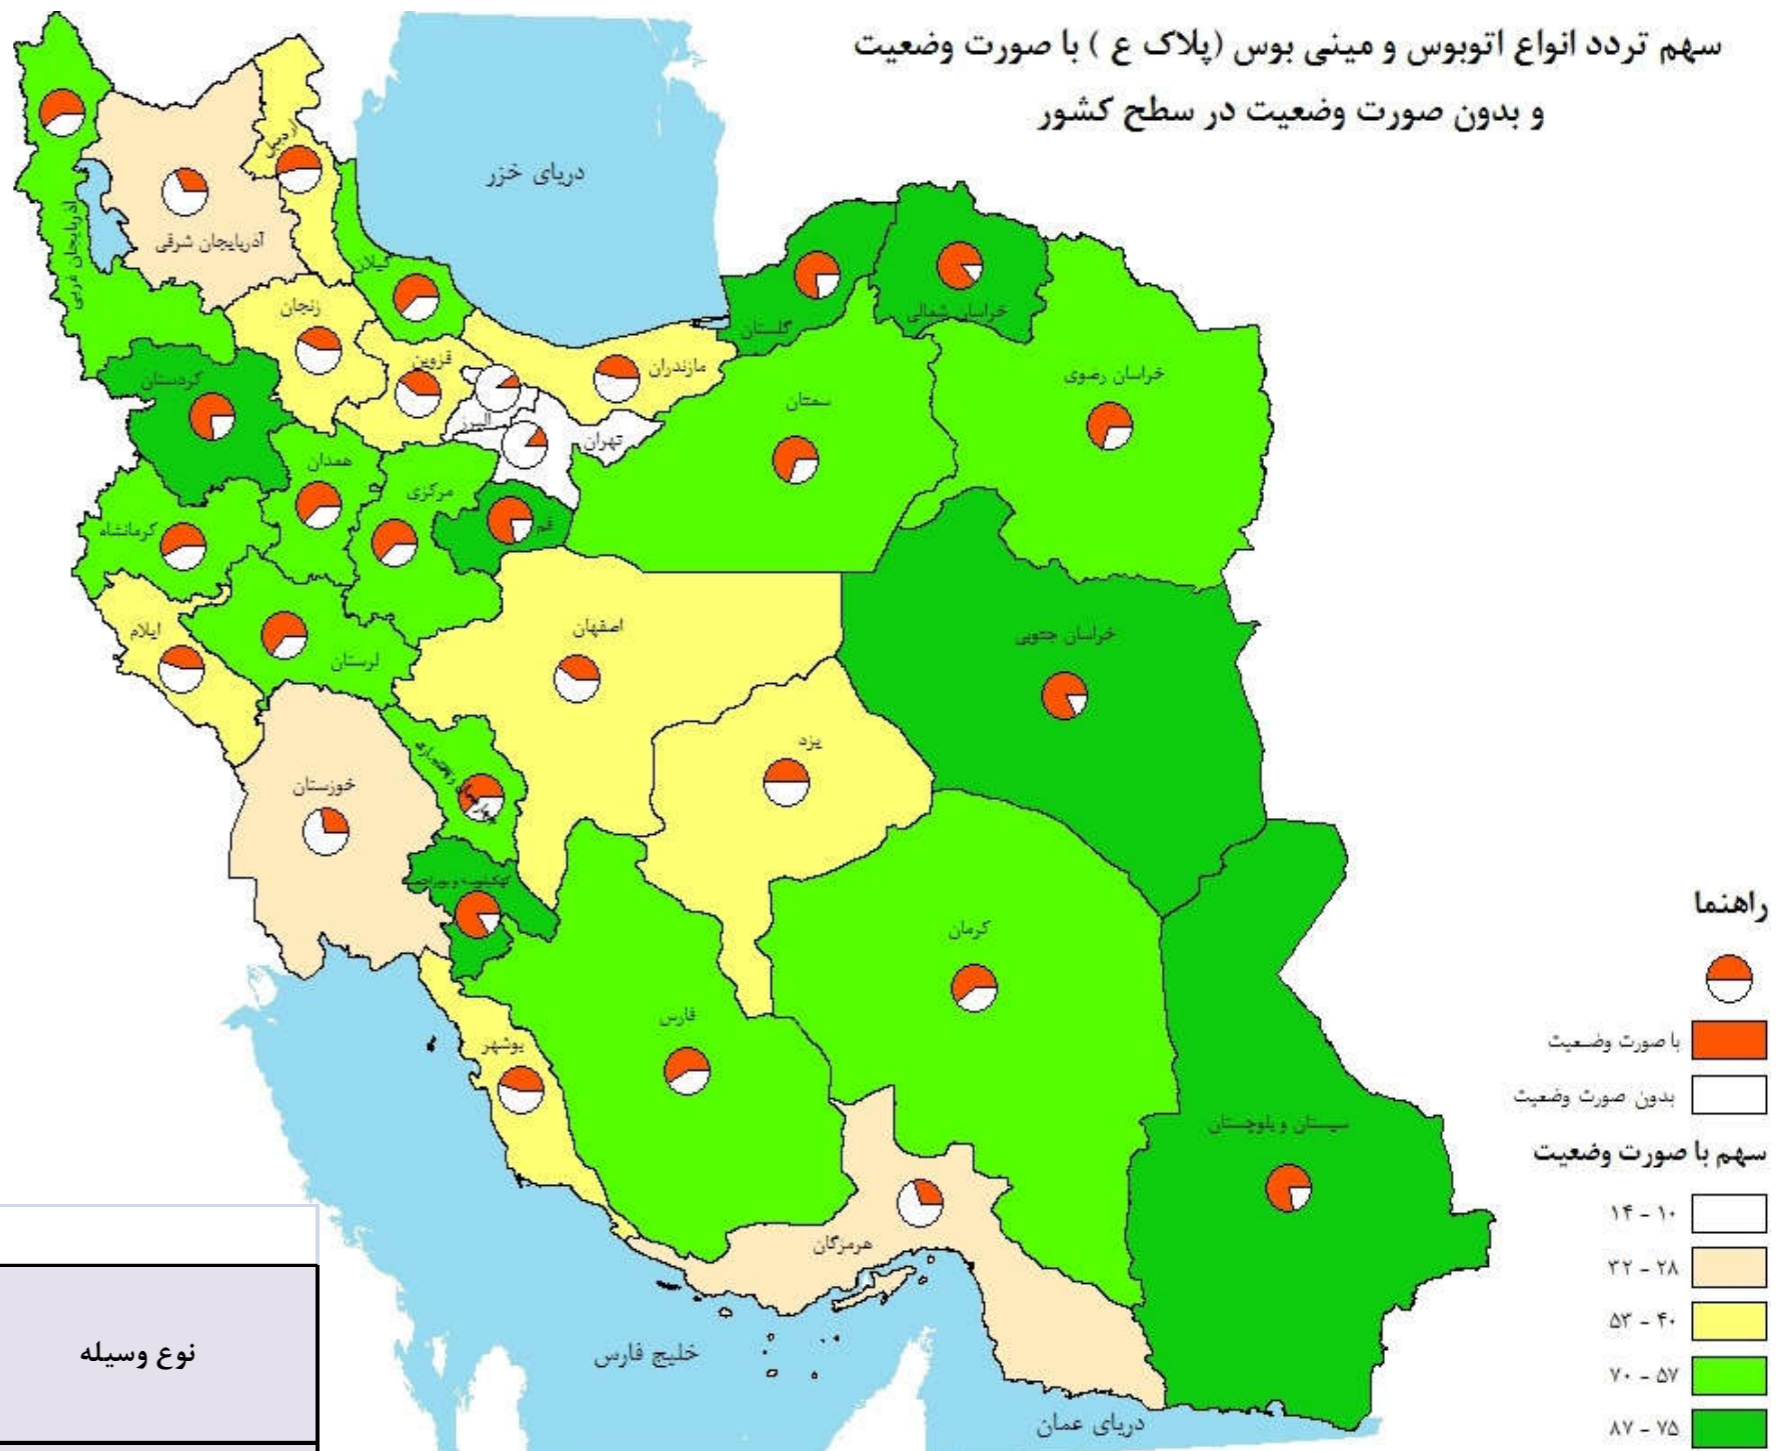 سهم تردد انواع اتوبوس و مینی بوس (پلاک ع ) با صورت وضعیت
و بدون صورت وضعیت در سطح کشور
دریای خزر
اردبیل
آذربایجان شرقی
آذربایجان غربی
گیلان
زنجان
خراسان شمالی
گلستان
قزوین
مازندران
خراسان رضوی
کردستان
سمنان
البرز
تهران
همدان
مرکزی
قم
کرمانشاه
اصفهان
ایلام
خراسان جنوبی
لرستان
یزد
خوزستان
کهکیلویه و بویراحمد
راهنما
کرمان
فارس
با صورت وضعیت
بوشهر
بدون صورت وضعیت
سیستان و بلوچستان
سهم با صورت وضعیت
۱۴ - ۱۰
هرمزگان
۳۲ - ۲۸
۵۳ - ۴۰
نوع وسیله
خلیج فارس
۷۰ - ۵۷
دریای عمان
۸۷ - ۷۵